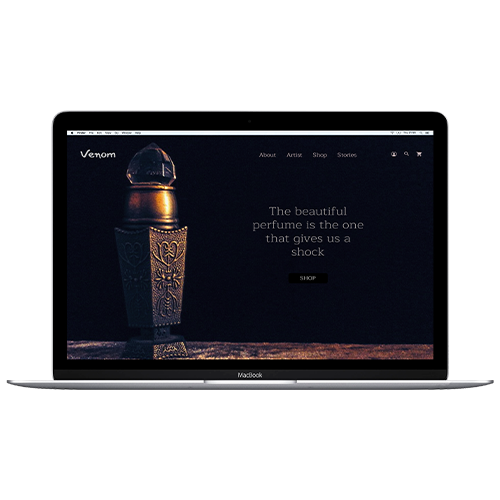 Venom
About Artist Shop Stories
The beautiful
perfume is the one
that gives us a
shock
SHOP
MacBook